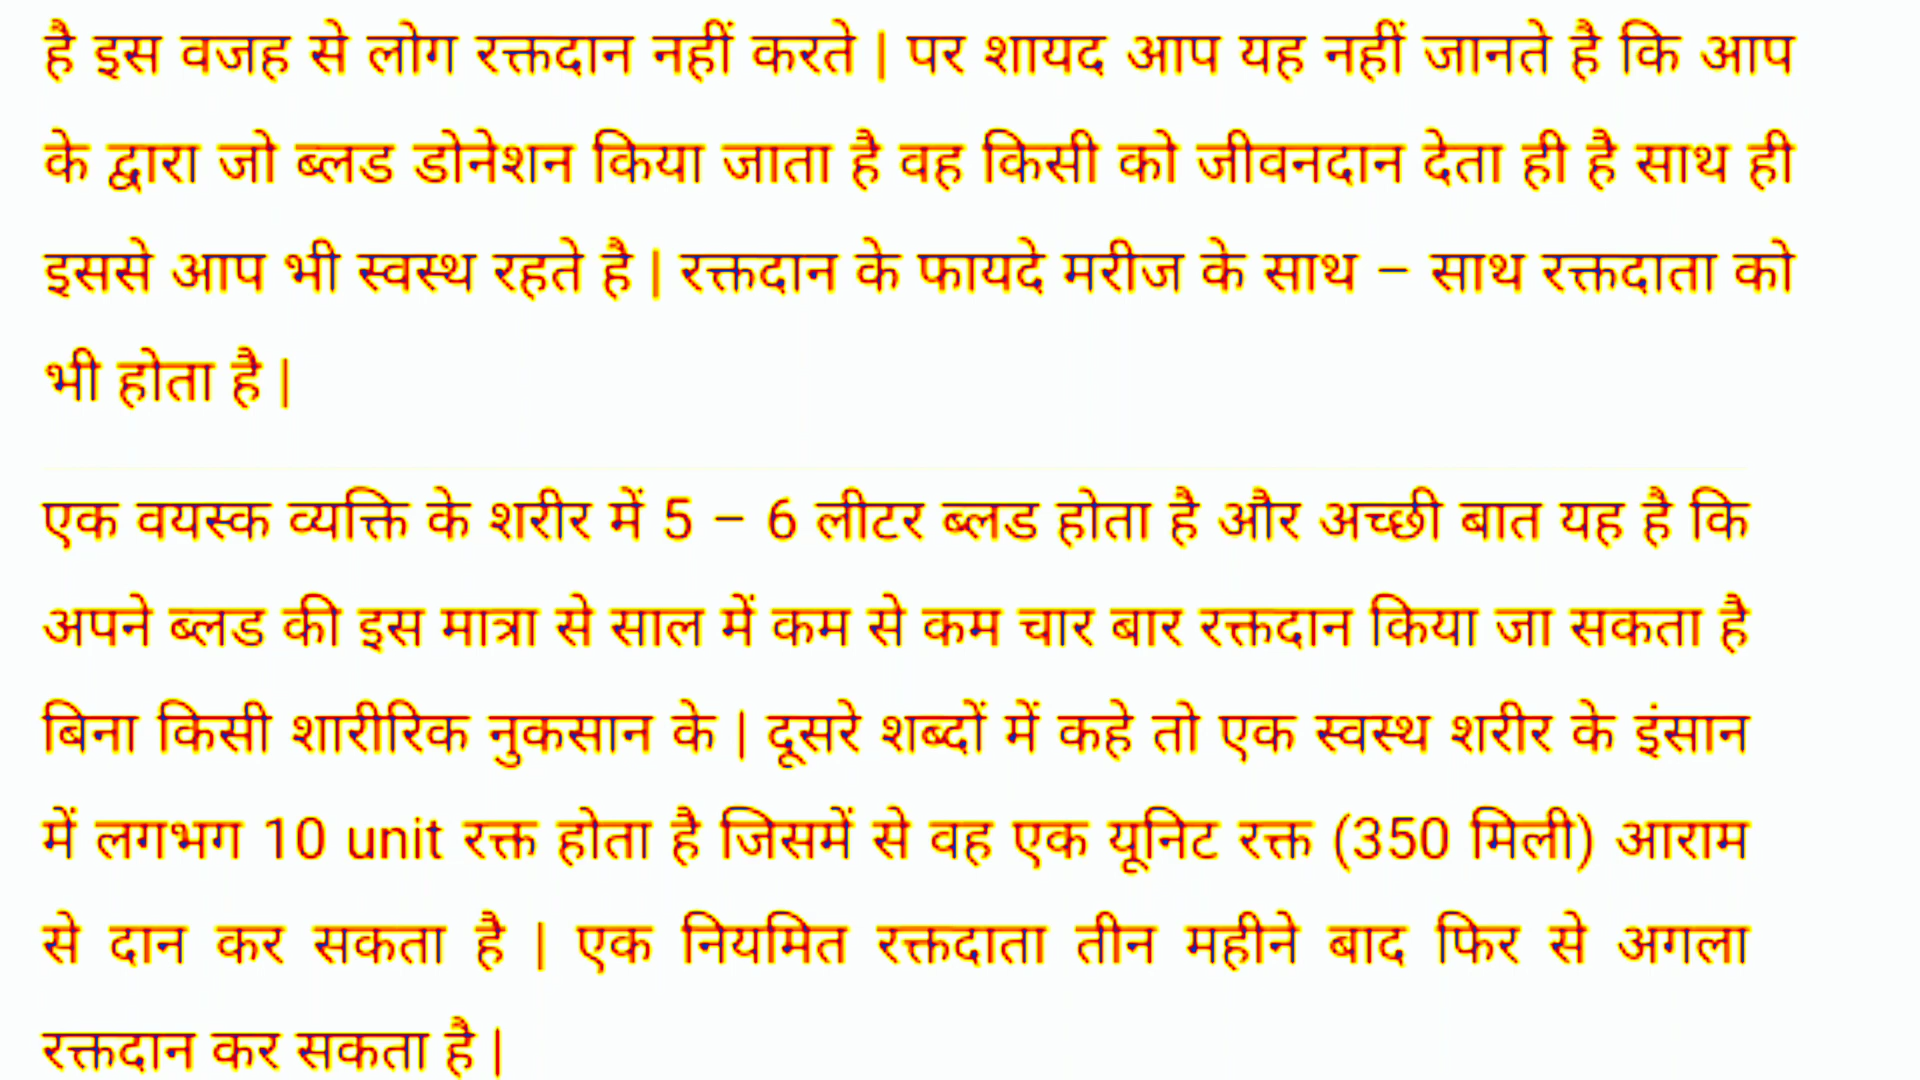 है इस वजह से लोग रक्तदान नहीं करते | पर शायद आप यह नहीं जानते है कि आप
के द्वारा जो ब्लड डोनेशन किया जाता है वह किसी को जीवनदान देता ही है साथ ही
इससे आप भी स्वस्थ रहते है | रक्तदान के फायदे मरीज के साथ – साथ रक्तदाता को
भी होता है |
एक वयस्क व्यक्ति के शरीर में 5 – 6 लीटर ब्लड होता है और अच्छी बात यह है कि
अपने ब्लड की इस मात्रा से साल में कम से कम चार बार रक्तदान किया जा सकता है
बिना किसी शारीरिक नुकसान के | दूसरे शब्दों में कहे तो एक स्वस्थ शरीर के इंसान
में लगभग 10 unit रक्त होता है जिसमें से वह एक यूनिट रक्त (350 मिली) आराम
से दान कर सकता है | एक नियमित रक्तदाता तीन महीने बाद फिर से अगला
रक्तदान कर सकता है |